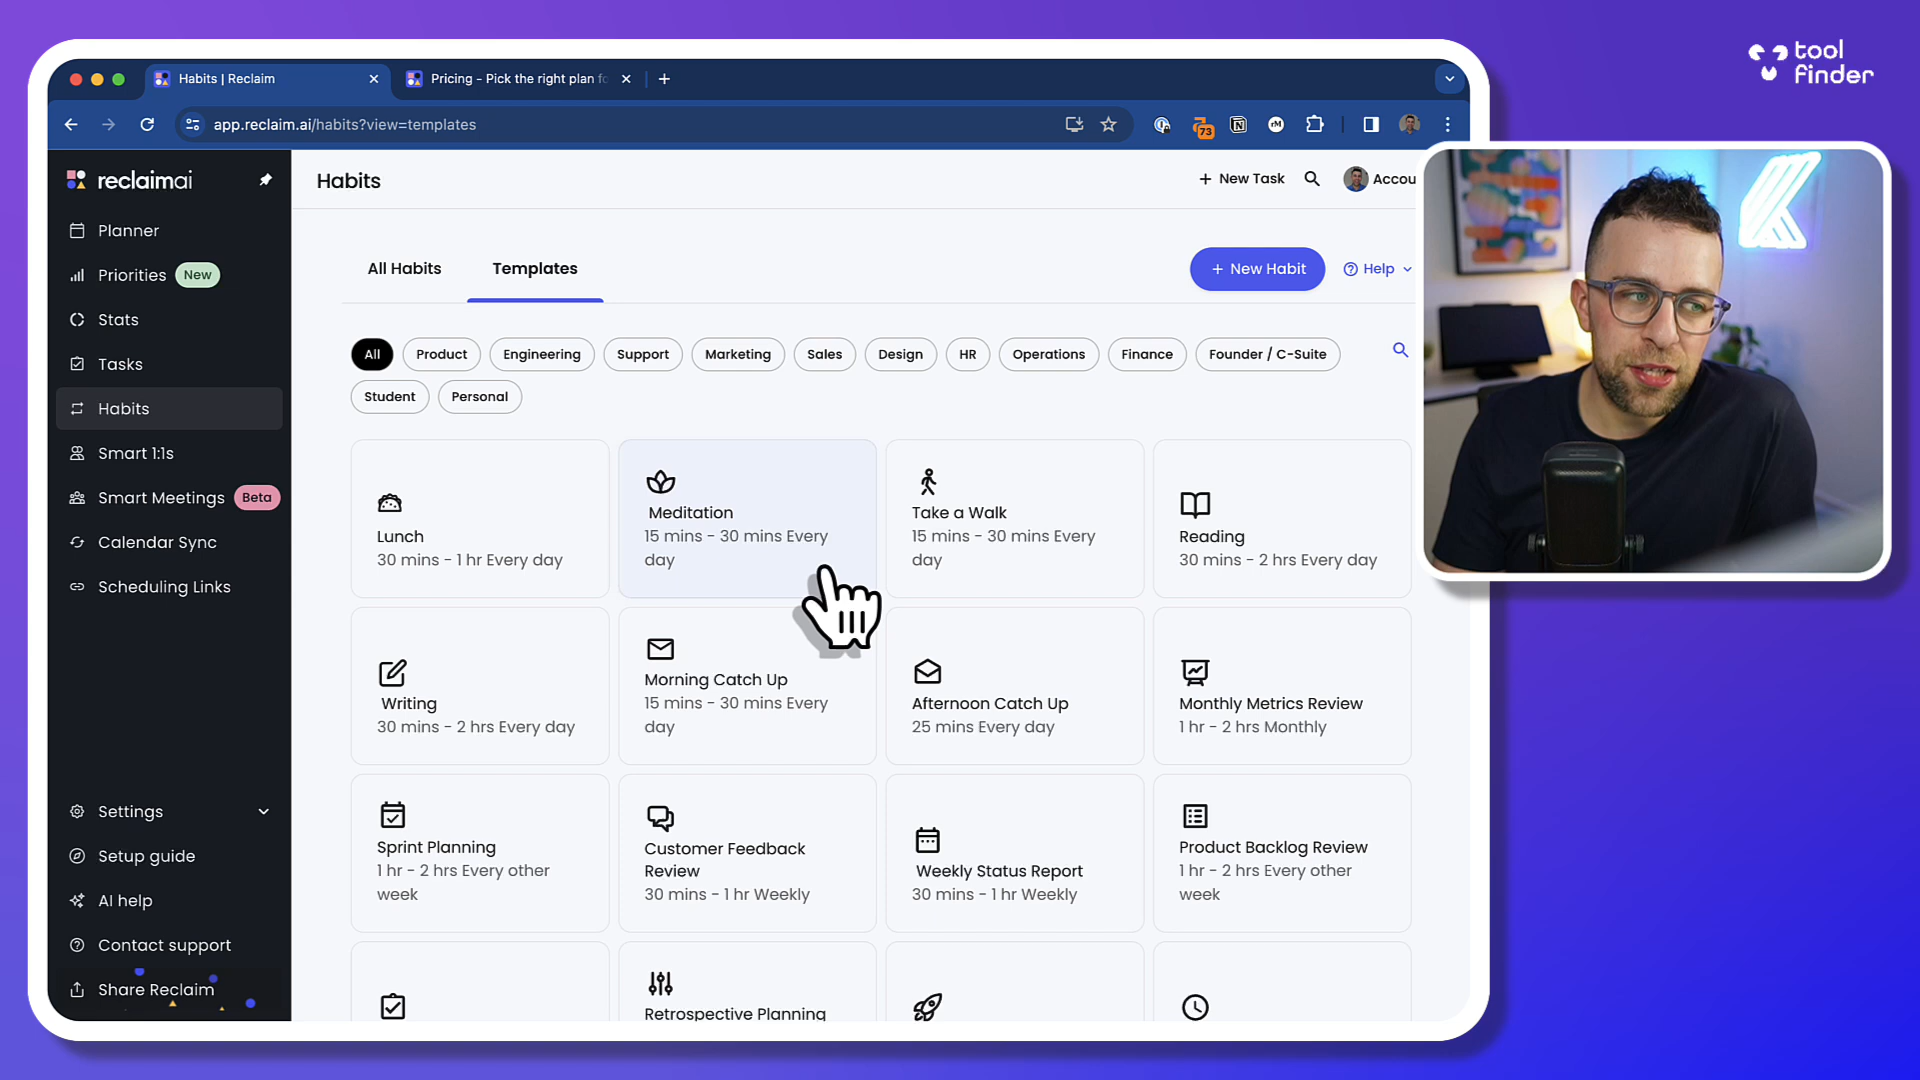 tool
finder
Habits | Reclaim
Pricing - Pick the right plan fo
app.reclaim.ai/habits?view=templates
73
reclaimai
Habits
+ New Task
Accou
Planner
Priorities New
Stats
Tasks
Habits
Smart 1:1s
Smart Meetings Beta
Calendar Sync
Scheduling Links
Settings
Setup guide
AI help
Contact support
Share Reclaim
All Habits
Templates
+ New Habit
Help
All
Product
Engineering
Support
Marketing
Sales
Design
HR
Operations
Finance
Founder / C-Suite
Student
Personal
Lunch
30 mins - 1 hr Every day
Meditation
15 mins - 30 mins Every
day
Take a Walk
15 mins - 30 mins Every
day
Reading
30 mins - 2 hrs Every day
Writing
30 mins - 2 hrs Every day
Morning Catch Up
15 mins - 30 mins Every
day
Afternoon Catch Up
25 mins Every day
Monthly Metrics Review
1 hr - 2 hrs Monthly
Sprint Planning
1 hr - 2 hrs Every other
week
Customer Feedback
Review
30 mins - 1 hr Weekly
Weekly Status Report
30 mins - 1 hr Weekly
Product Backlog Review
1 hr - 2 hrs Every other
week
Retrospective Planning